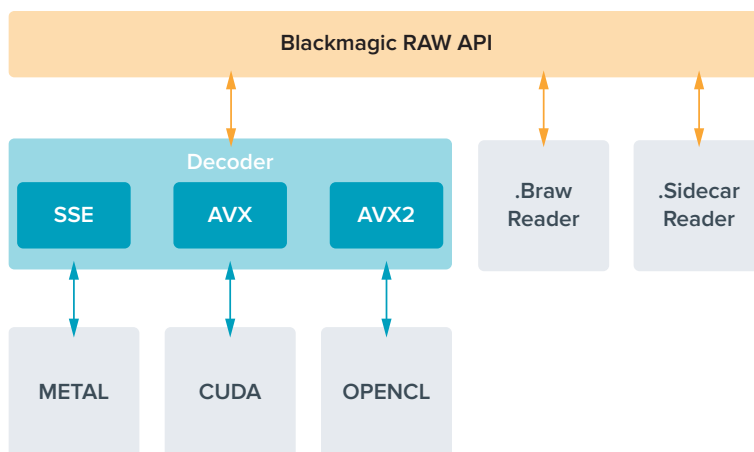 Blackmagic RAW API
Decoder
SSE
AVX
AVX2
.Braw
Reader
.Sidecar
Reader
METAL
CUDA
OPENCL